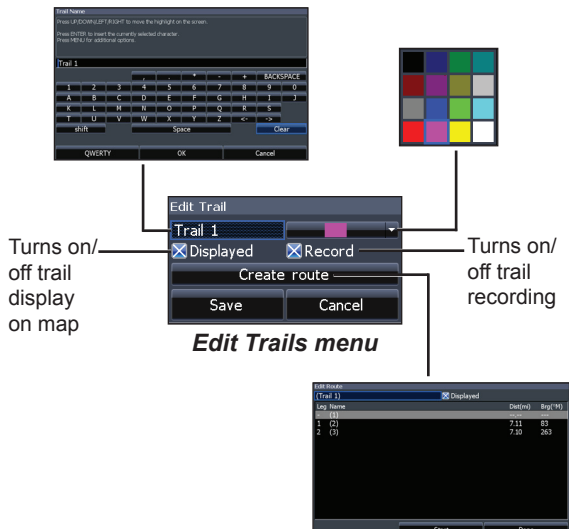 Trail Name
Press UP/DOWN/LEFT/RIGHT to move the highlight on the screen.
Press ENTER to insert the currently selected character.
Press MENU for additional options.
Trail 1
, . * - + BACKSPACE
1 2 3 4 5 6 7 8 9 0
A B C D E F G H I J
K L M N O P Q R S
T U V W X Y Z <- ->
shift Space Clear
QWERTY OK Cancel
Edit Trail
Trail 1
Displayed Record
Create route
Save Cancel
Turns on/
off trail
display
on map
Turns on/
off trail
recording
Edit Trails menu
Edit Route
(Trail 1) Displayed
Leg Name Dist(mi) Brg(°M)
- (1) --.-- ---
1 (2) 7.11 83
2 (3) 7.10 263